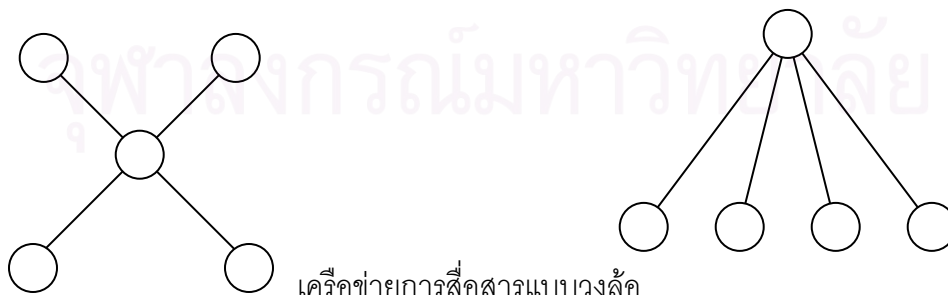 จุฬาลงกรณ์มหาวิทยาลัย
เครือข่ายการสื่อสารแบบวงล้อ